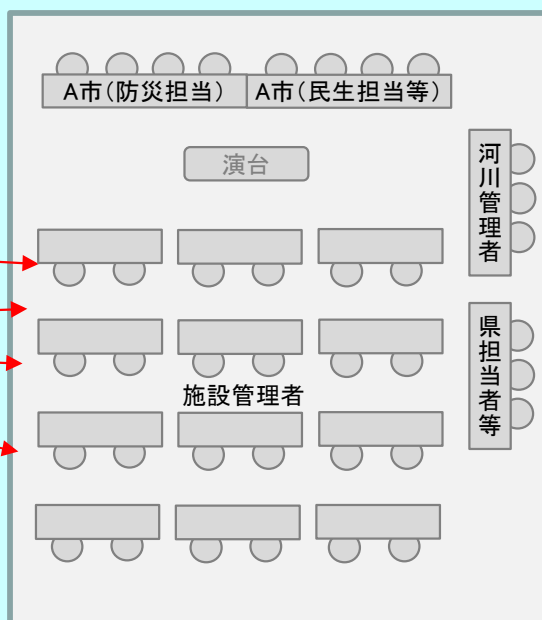 A市（防災担当）
A市（民生担当等）
演台
河川管理者
県担当者等
施設管理者